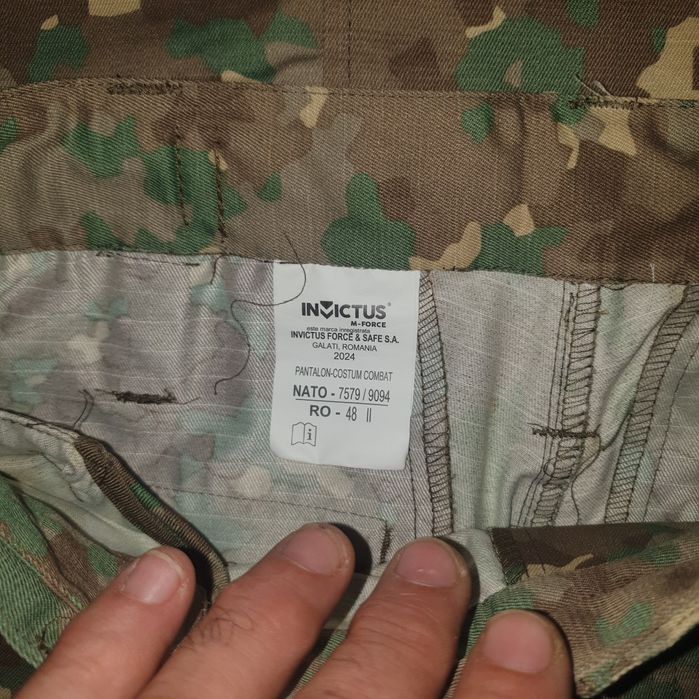 INVICTUS®
M-FORCE
este marca inregistrata
INVICTUS FORCE & SAFE S.A.
GALATI, ROMANIA
2024
PANTALON-COSTUM COMBAT
NATO - 7579 / 9094
RO - 48 II
i